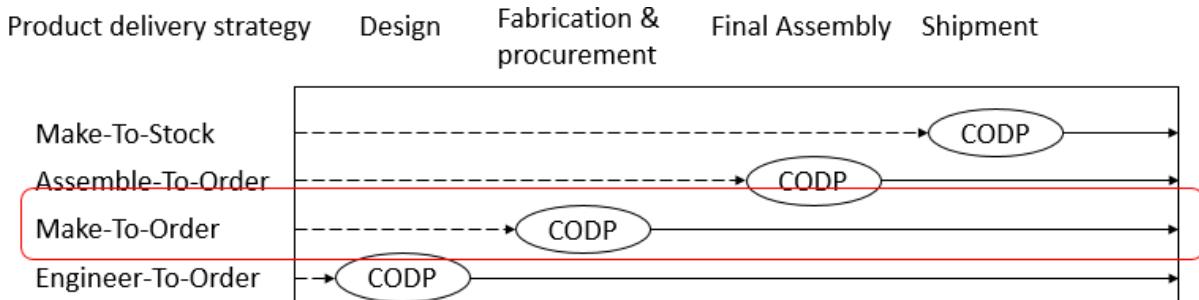 Product delivery strategy Design Fabrication & procurement Final Assembly Shipment
Make-To-Stock CODP
Assemble-To-Order CODP
Make-To-Order CODP
Engineer-To-Order CODP